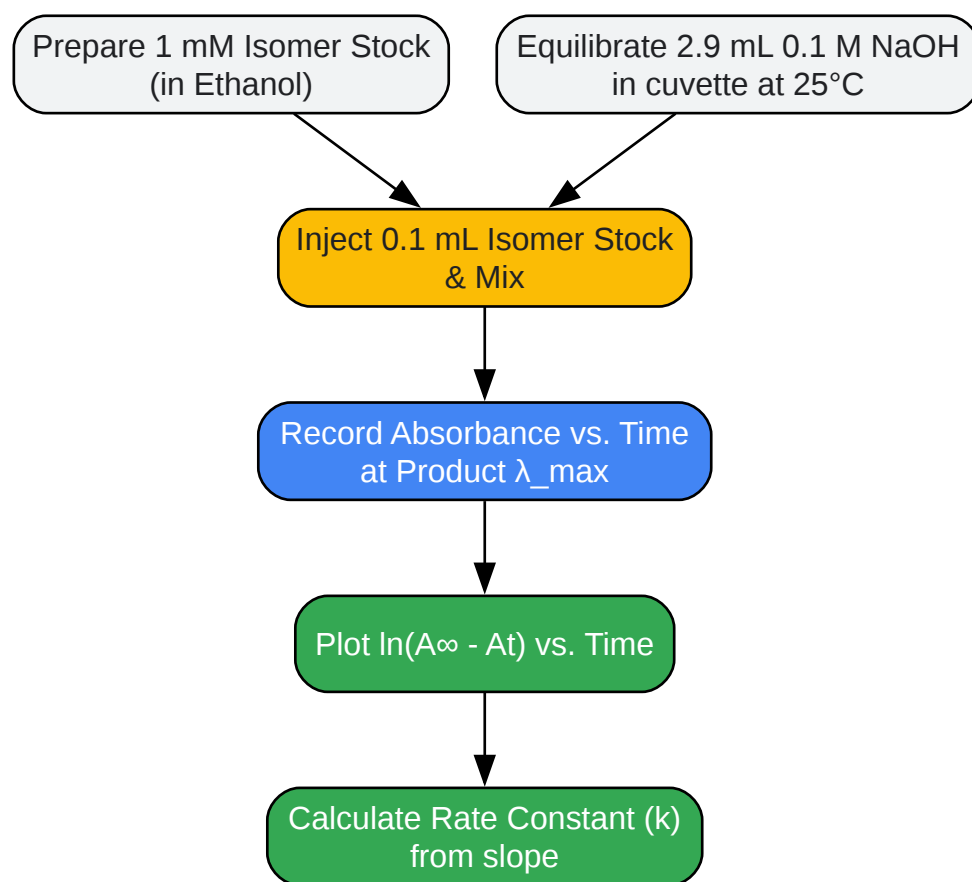 Prepare 1 mM Isomer Stock
(in Ethanol)
Equilibrate 2.9 mL 0.1 M NaOH
in cuvette at 25°C
Inject 0.1 mL Isomer Stock
& Mix
Record Absorbance vs. Time
at Product λ_max
Plot ln(A∞ - At) vs. Time
Calculate Rate Constant (k)
from slope